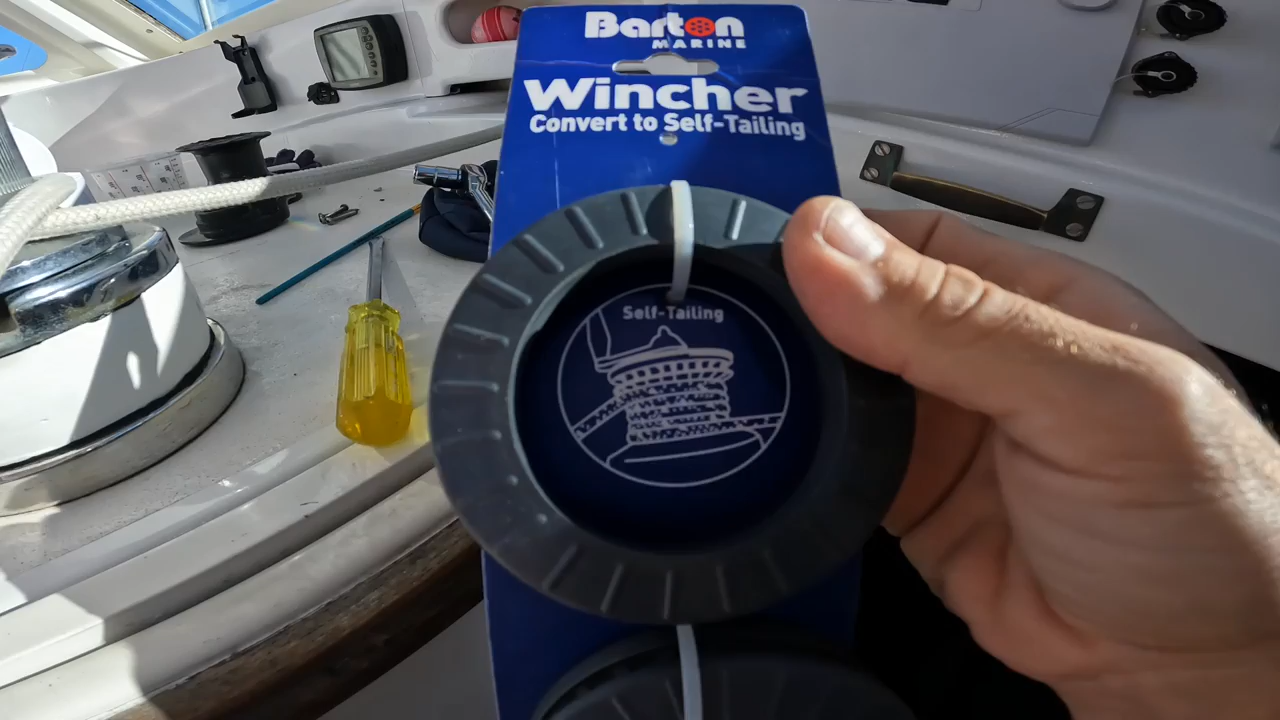 Barton
MARINE
Wincher
Convert to Self-Tailing
Self-Tailing